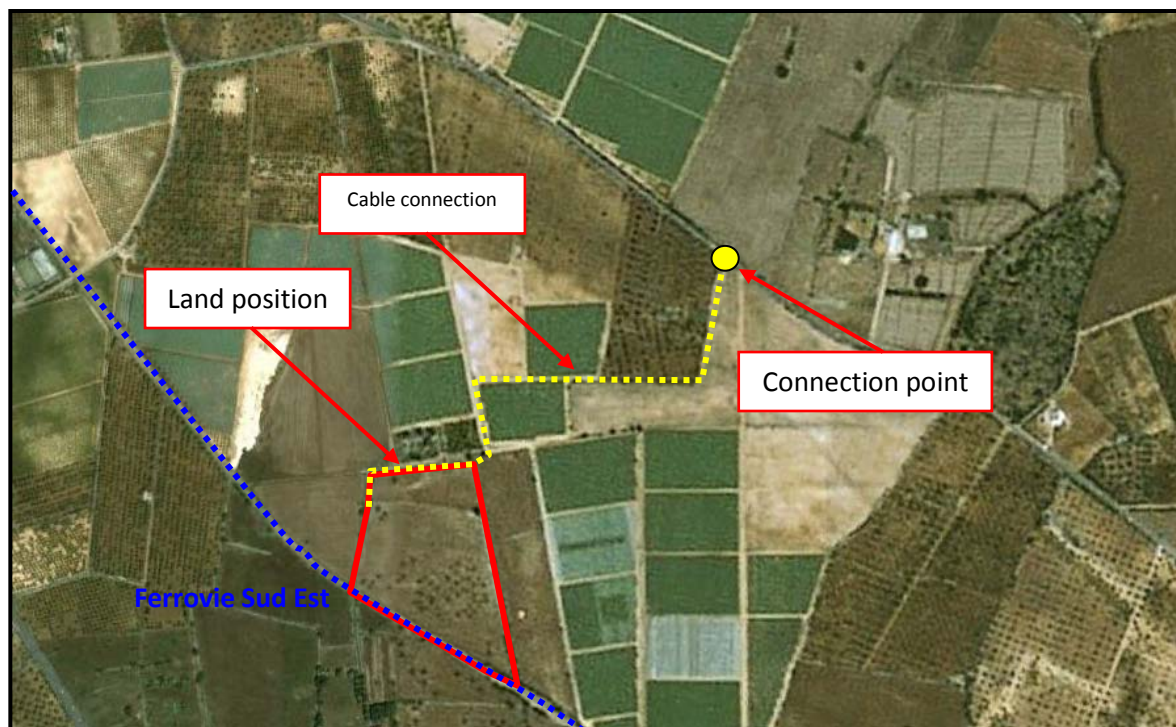 Cable connection
Land position
Connection point
Ferrovie Sud Est